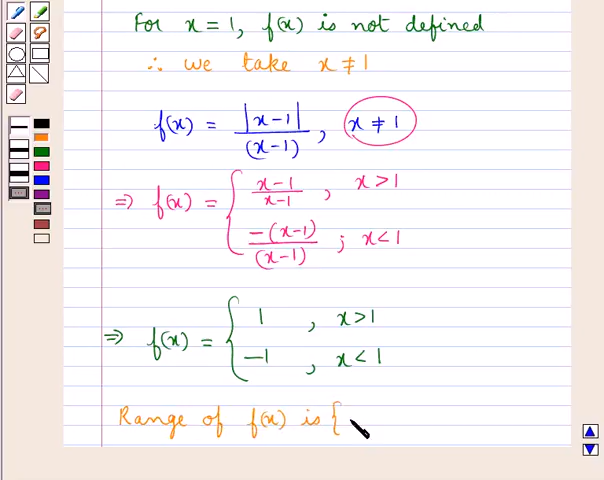 For x = 1, f(x) is not defined
∴ we take x ≠ 1
f(x) = |x-1| / (x-1) , x ≠ 1
⇒ f(x) = { x-1 / x-1 , x > 1
-(x-1) / (x-1) ; x < 1
⇒ f(x) = { 1 , x > 1
-1 , x < 1
Range of f(x) is {